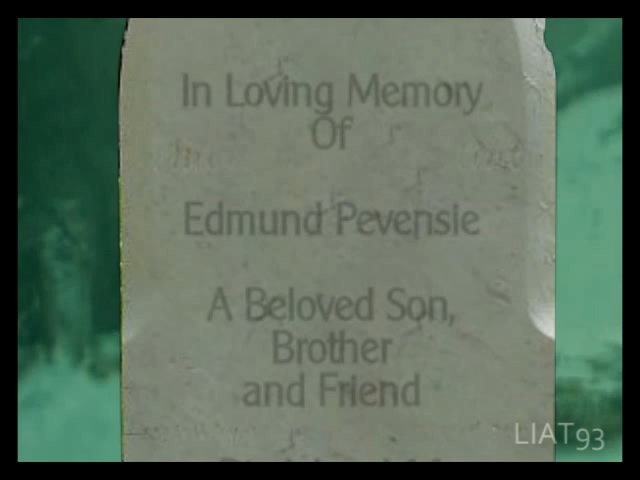 In Loving Memory
Of
Edmund Pevensie
A Beloved Son,
Brother
and Friend
LIAT93